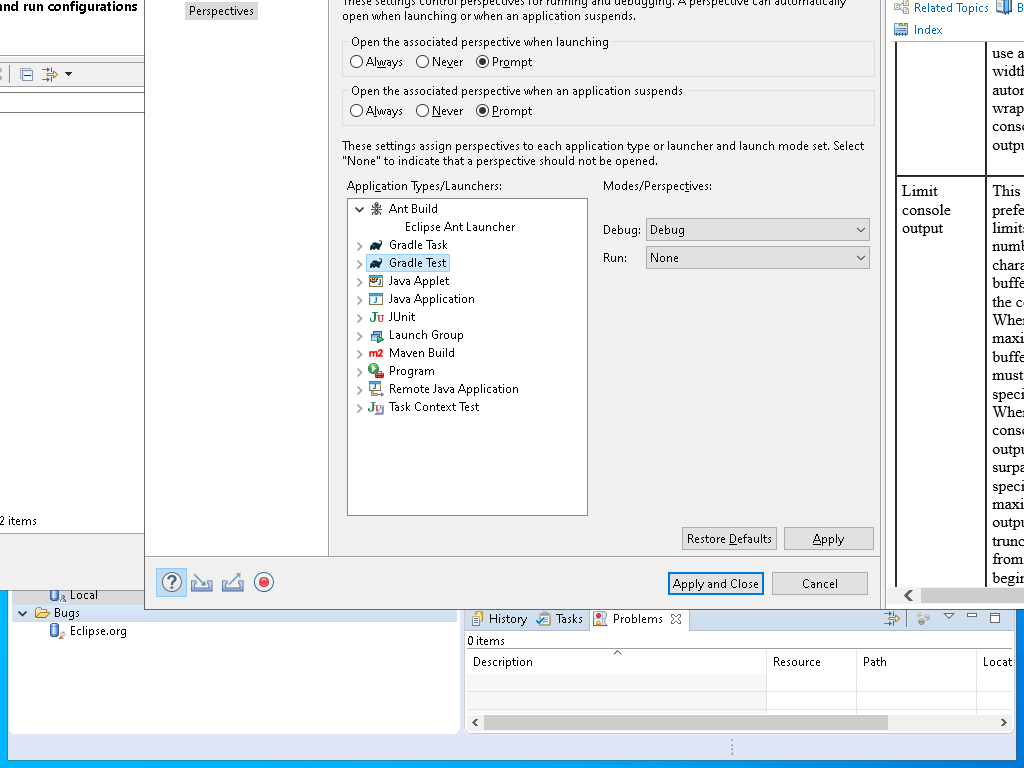 and run configurations
Perspectives
These settings control perspectives for running and debugging. A perspective can automatically
open when launching or when an application suspends.
Open the associated perspective when launching
Always
Never
Prompt
Open the associated perspective when an application suspends
Always
Never
Prompt
These settings assign perspectives to each application type or launcher and launch mode set. Select
"None" to indicate that a perspective should not be opened.
Application Types/Launchers:
Modes/Perspectives:
Ant Build
Eclipse Ant Launcher
Gradle Task
Gradle Test
Java Applet
Java Application
JUnit
Launch Group
Maven Build
Program
Remote Java Application
Task Context Test
Debug:
Debug
Run:
None
Restore Defaults
Apply
Apply and Close
Cancel
2 items
Local
Bugs
Eclipse.org
Related Topics
B
Index
use a
width
autor
wrap
conso
outpu
Limit
console
output
This
prefe
limits
numb
chara
buffe
the co
When
maxi
buffe
must
speci
When
conso
outpu
surpa
speci
maxi
outpu
trunc
from
begin
History
Tasks
Problems
0 items
Description
Resource
Path
Locat